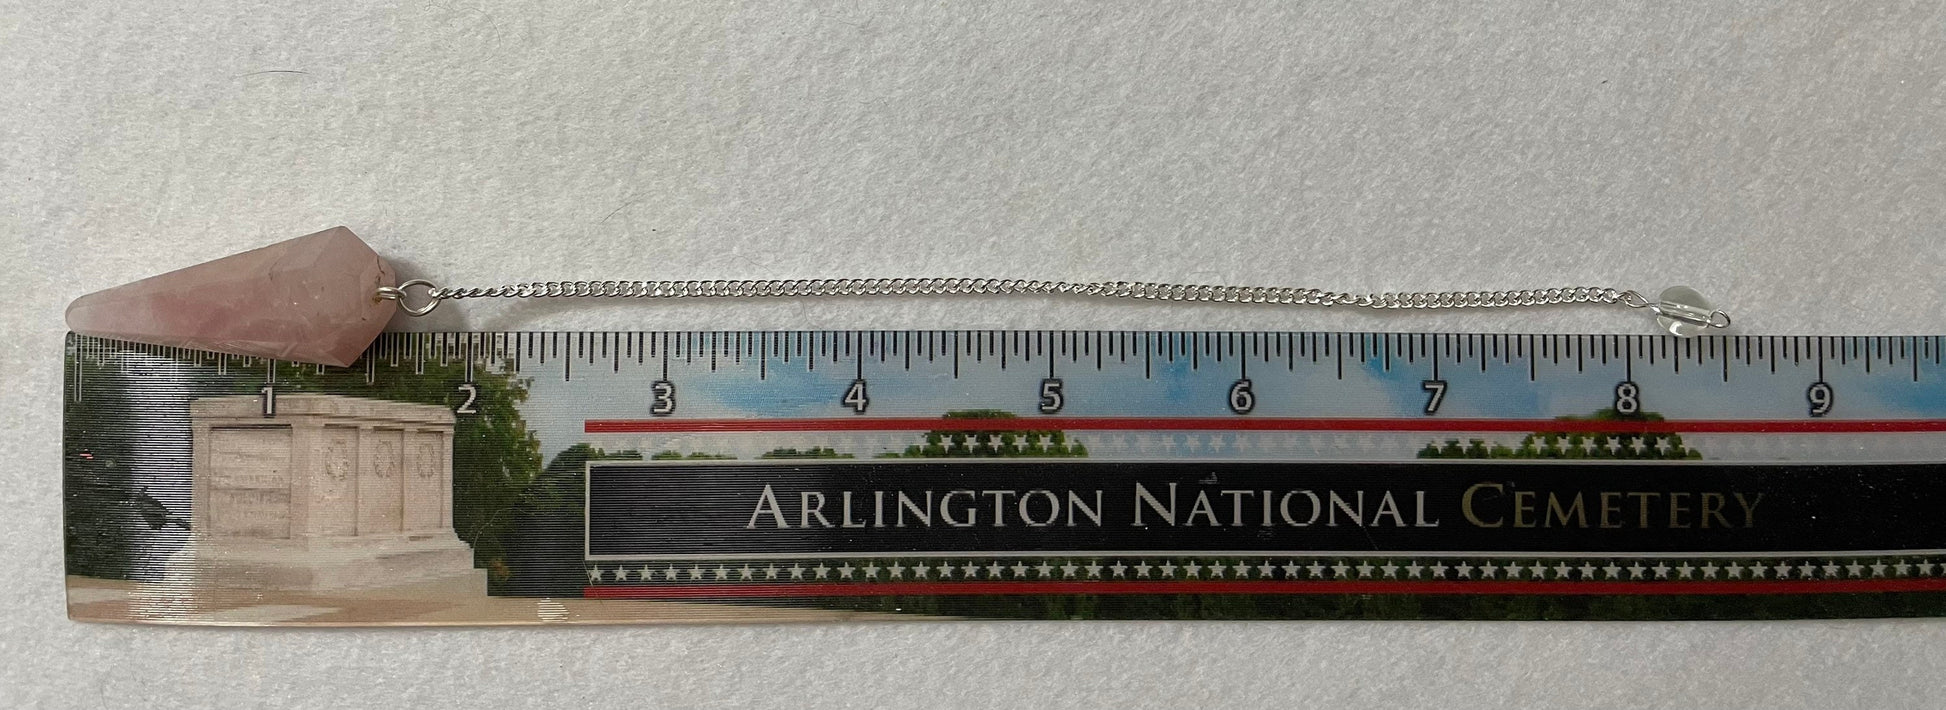 1 2 3 4 5 6 7 8 9
ARLINGTON NATIONAL CEMETERY